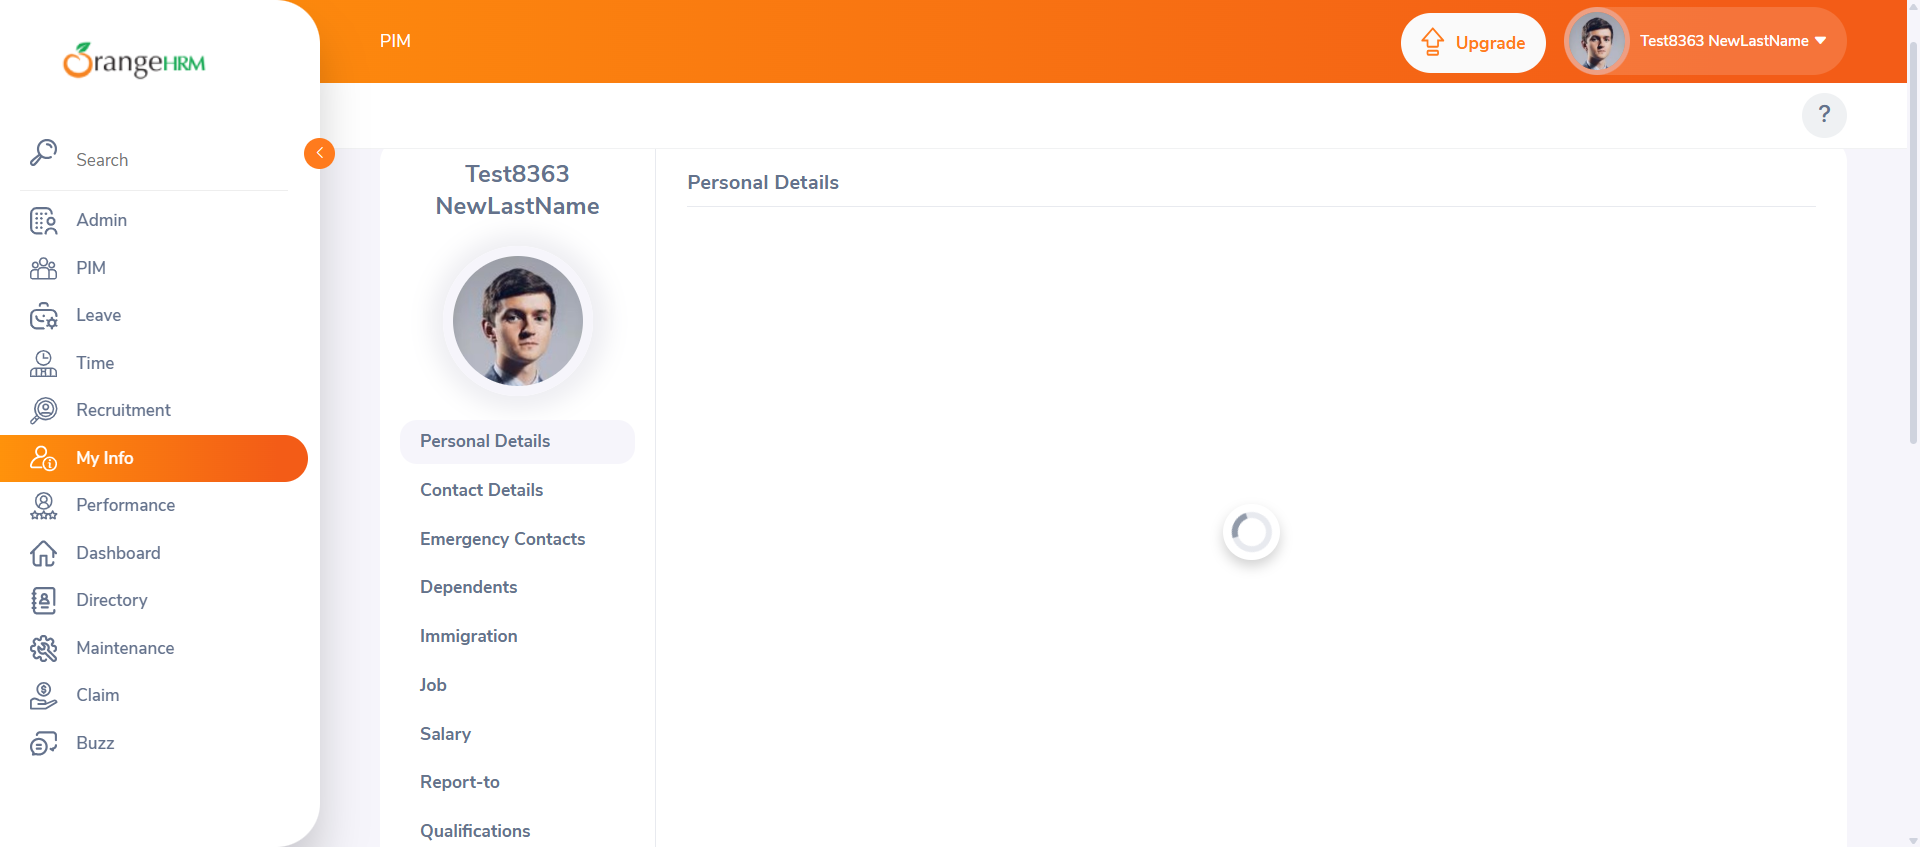 OrangeHRM
Search
Admin
PIM
Leave
Time
Recruitment
My Info
Performance
Dashboard
Directory
Maintenance
Claim
Buzz
PIM
Upgrade
Test8363 NewLastName
?
Test8363
NewLastName
Personal Details
Contact Details
Emergency Contacts
Dependents
Immigration
Job
Salary
Report-to
Qualifications
Personal Details